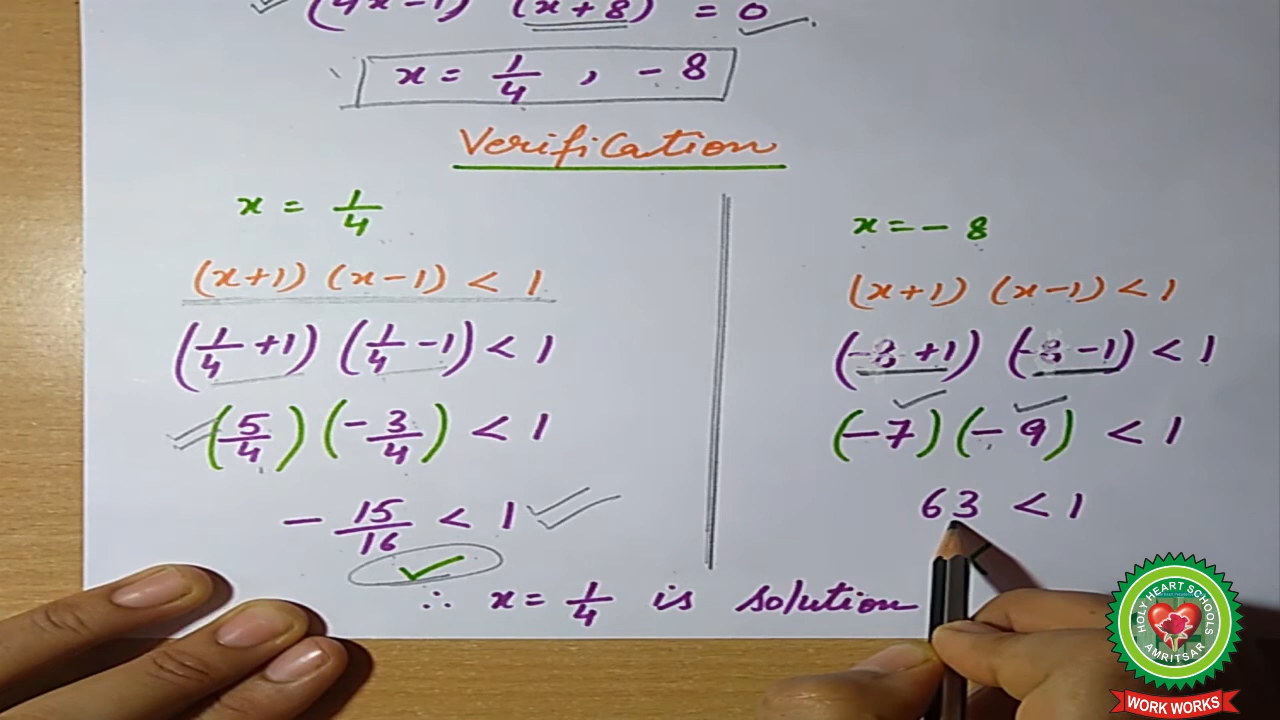 (4x-1) (x+8) = 0
x = 1/4 , - 8
Verification
x = 1/4
(x+1) (x-1) < 1
(1/4 +1) (1/4 -1) < 1
(5/4) (-3/4) < 1
- 15/16 < 1
x = - 8
(x+1) (x-1) < 1
(-8 +1) (-8 -1) < 1
(-7) (-9) < 1
63 < 1
∴ x = 1/4 is solution
HOLY HEART SCHOOLS
AMRITSAR
WORK WORKS